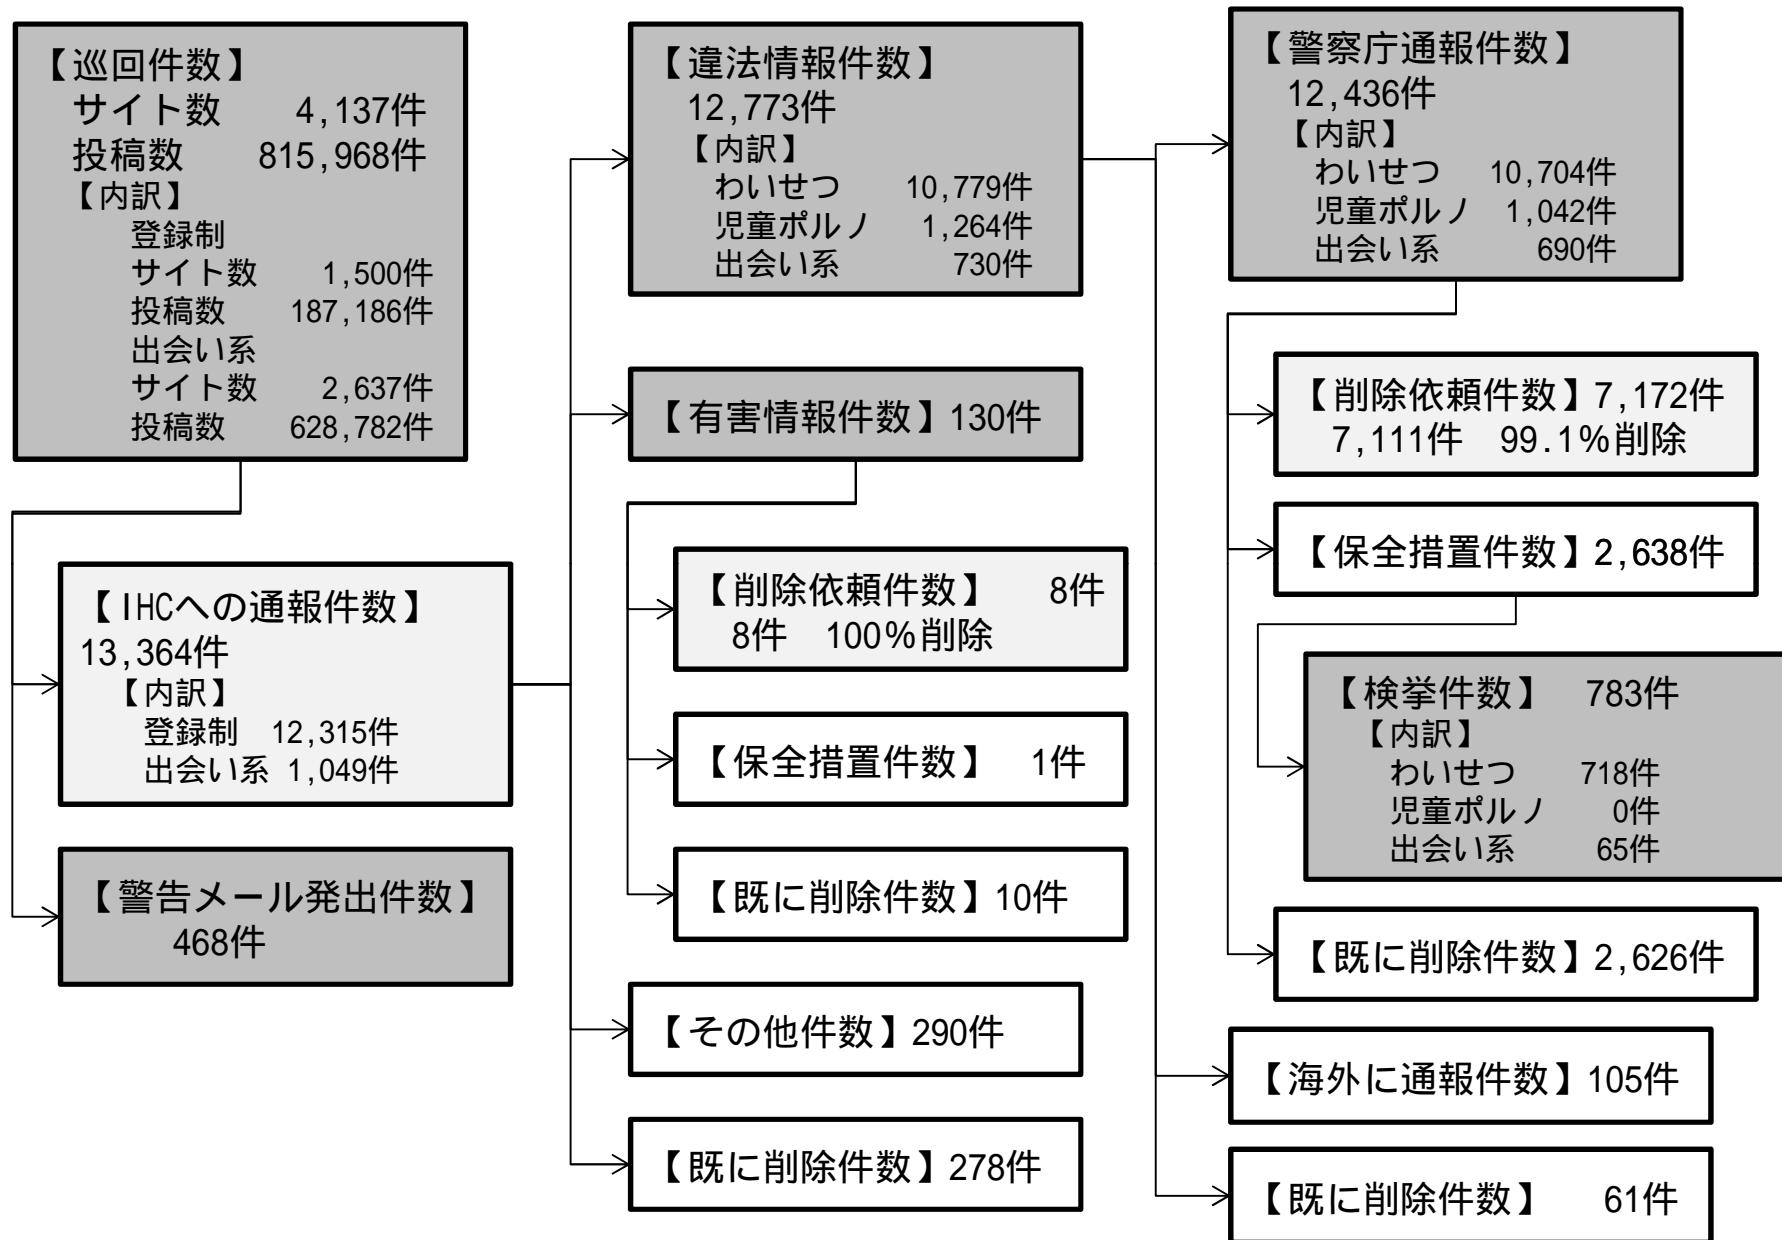 【巡回件数】
サイト数 4,137件
投稿数 815,968件
【内訳】
登録制
サイト数 1,500件
投稿数 187,186件
出会い系
サイト数 2,637件
投稿数 628,782件
【IHCへの通報件数】
13,364件
【内訳】
登録制 12,315件
出会い系 1,049件
【警告メール発出件数】
468件
【違法情報件数】
12,773件
【内訳】
わいせつ 10,779件
児童ポルノ 1,264件
出会い系 730件
【有害情報件数】130件
【削除依頼件数】 8件
8件 100%削除
【保全措置件数】 1件
【既に削除件数】10件
【その他件数】290件
【既に削除件数】278件
【警察庁通報件数】
12,436件
【内訳】
わいせつ 10,704件
児童ポルノ 1,042件
出会い系 690件
【削除依頼件数】7,172件
7,111件 99.1%削除
【保全措置件数】2,638件
【検挙件数】 783件
【内訳】
わいせつ 718件
児童ポルノ 0件
出会い系 65件
【既に削除件数】2,626件
【海外に通報件数】105件
【既に削除件数】 61件